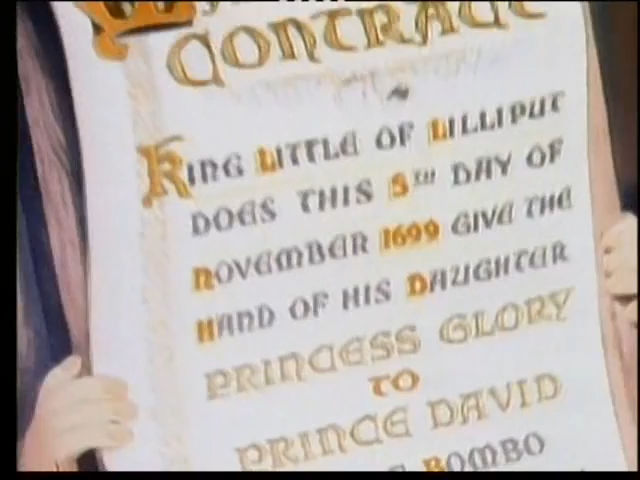 CONTRACT
KING LITTLE OF LILLIPUT
DOES THIS 5TH DAY OF
NOVEMBER 1699 GIVE THE
HAND OF HIS DAUGHTER
PRINCESS GLORY
TO
PRINCE DAVID
BOMBO